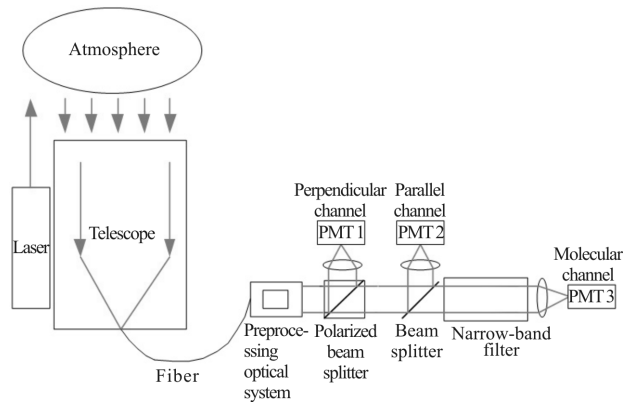 Atmosphere
Laser
Telescope
Fiber
Perpendicular
channel
PMT 1
Parallel
channel
PMT 2
Molecular
channel
PMT 3
Preproce-
ssing
optical
system
Polarized
beam
splitter
Beam
splitter
Narrow-band
filter